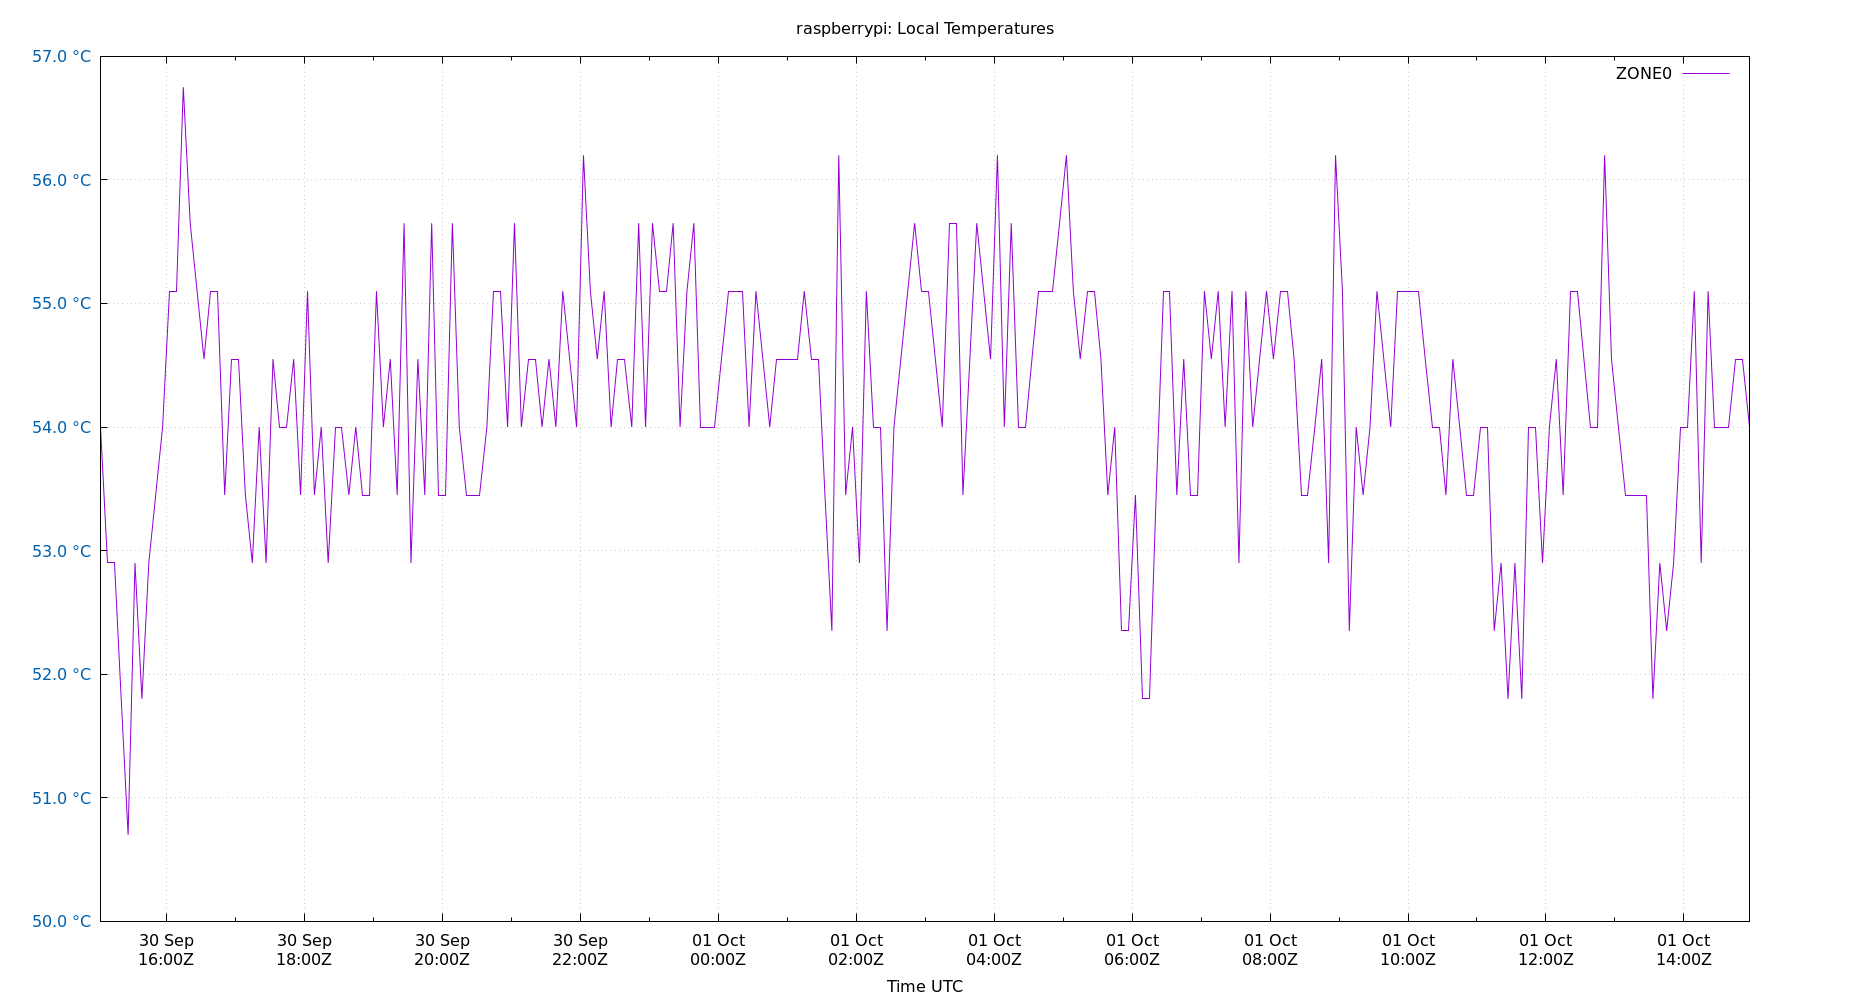 raspberrypi: Local Temperatures
57.0 °C
ZONE0
56.0 °C
55.0 °C
54.0 °C
53.0 °C
52.0 °C
51.0 °C
50.0 °C
30 Sep 30 Sep 30 Sep 30 Sep 01 Oct 01 Oct 01 Oct 01 Oct 01 Oct 01 Oct 01 Oct 01 Oct
16:00Z 18:00Z 20:00Z 22:00Z 00:00Z 02:00Z 04:00Z 06:00Z 08:00Z 10:00Z 12:00Z 14:00Z
Time UTC